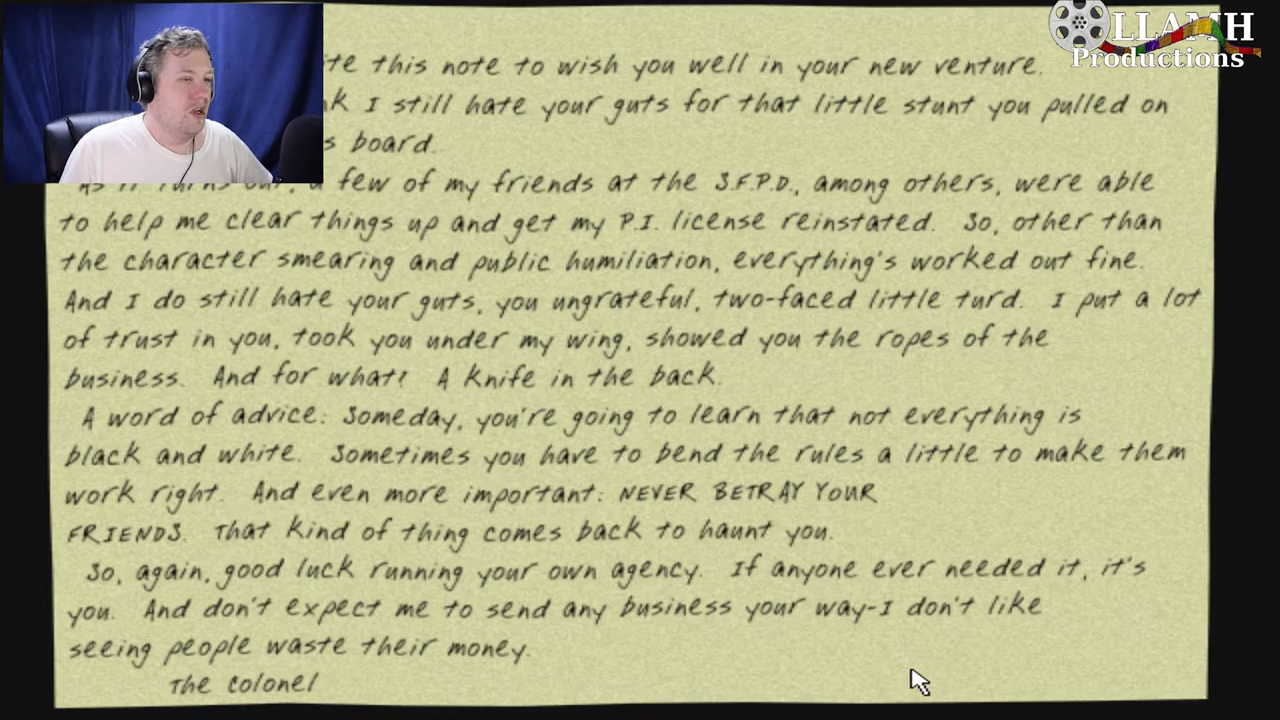 LLAMH
Productions
this note to wish you well in your new venture.
I still hate your guts for that little stunt you pulled on
board.
few of my friends at the S.F.P.D., among others, were able
to help me clear things up and get my P.I. license reinstated. So, other than
the character smearing and public humiliation, everything's worked out fine.
And I do still hate your guts, you ungrateful, two-faced little turd. I put a lot
of trust in you, took you under my wing, showed you the ropes of the
business. And for what? A knife in the back.
A word of advice: Someday, you're going to learn that not everything is
black and white. Sometimes you have to bend the rules a little to make them
work right. And even more important: NEVER BETRAY YOUR
FRIENDS. That kind of thing comes back to haunt you.
So, again, good luck running your own agency. If anyone ever needed it, it's
you. And don't expect me to send any business your way-I don't like
seeing people waste their money.
The Colonel